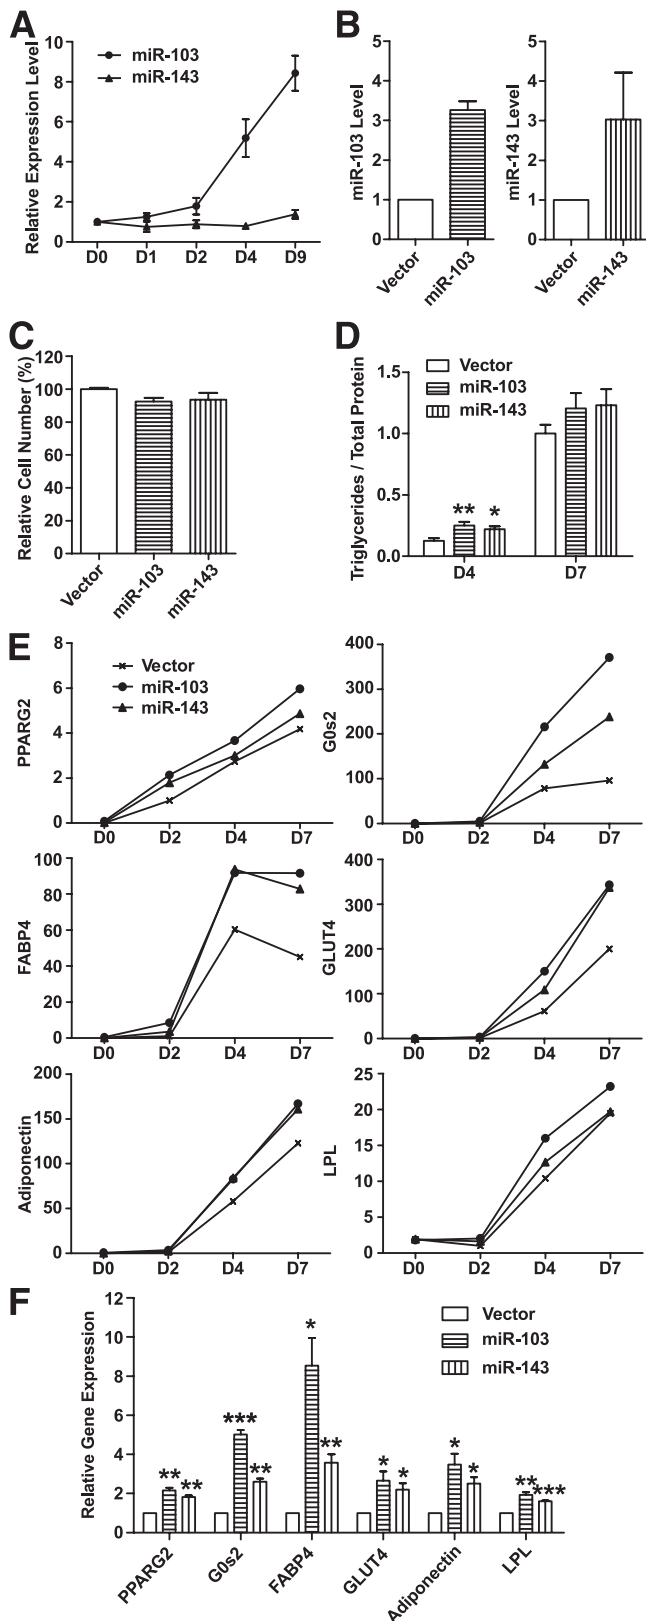 A
Relative Expression Level
10
8
6
4
2
0
miR-103
miR-143
D0 D1 D2 D4 D9
B
miR-103 Level
5
4
3
2
1
0
Vector
miR-103
miR-143 Level
5
4
3
2
1
0
Vector
miR-143
C
Relative Cell Number (%)
120
100
80
60
40
20
0
Vector
miR-103
miR-143
D
Triglycerides / Total Protein
1.5
1.0
0.5
0.0
Vector
miR-103
miR-143
** *
D4 D7
E
PPARG2
8
6
4
2
0
Vector
miR-103
miR-143
D0 D2 D4 D7
G0s2
400
300
200
100
0
D0 D2 D4 D7
FABP4
100
80
60
40
20
0
D0 D2 D4 D7
GLUT4
400
300
200
100
0
D0 D2 D4 D7
Adiponectin
200
150
100
50
0
D0 D2 D4 D7
LPL
25
20
15
10
5
0
D0 D2 D4 D7
F
Relative Gene Expression
12
10
8
6
4
2
0
Vector
miR-103
miR-143
** ** *** ** * ** * * * * ** ***
PPARG2
G0s2
FABP4
GLUT4
Adiponectin
LPL